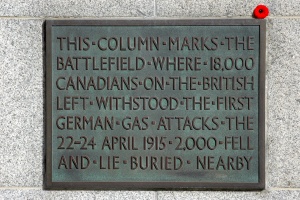 THIS·COLUMN·MARKS·THE
BATTLEFIELD·WHERE·18,000
CANADIANS·ON·THE·BRITISH
LEFT·WITHSTOOD·THE·FIRST
GERMAN·GAS·ATTACKS·THE
22-24·APRIL·1915·2,000·FELL
AND·LIE·BURIED·NEARBY